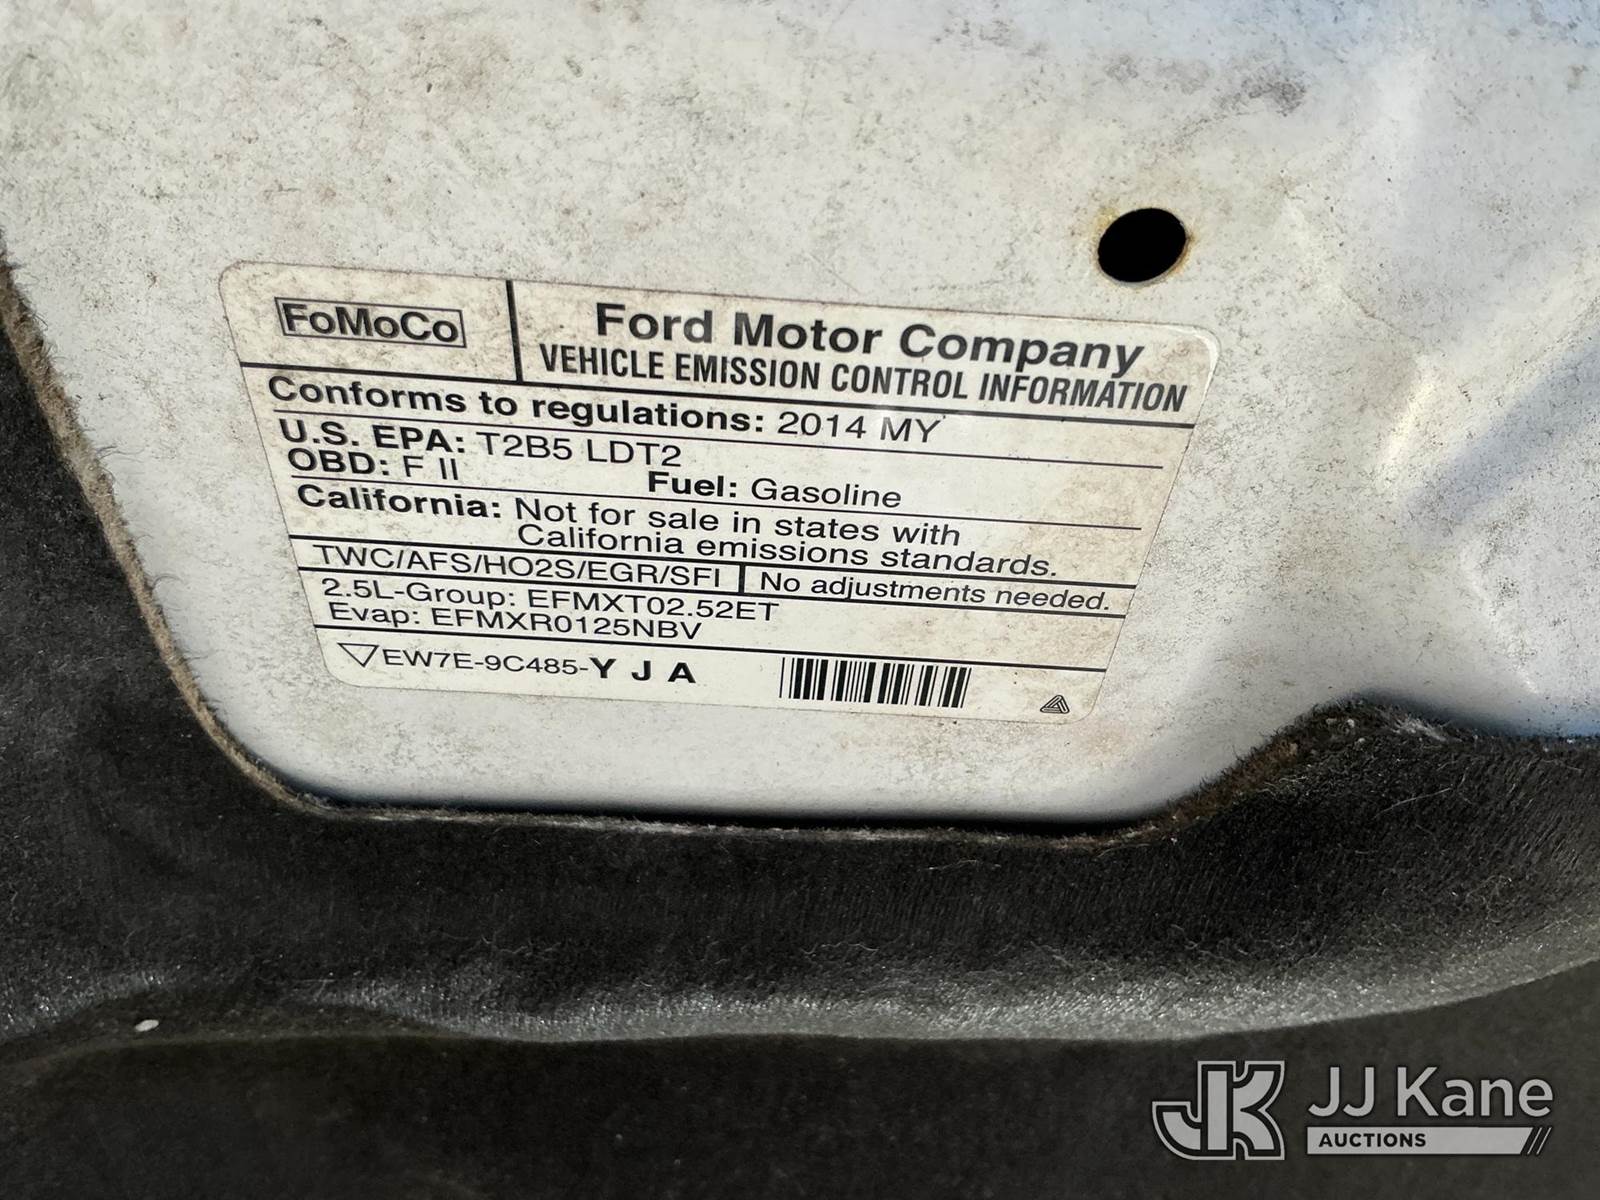 FoMoCo
Ford Motor Company
VEHICLE EMISSION CONTROL INFORMATION
Conforms to regulations: 2014 MY
U.S. EPA: T2B5 LDT2
OBD: F II Fuel: Gasoline
California: Not for sale in states with
California emissions standards.
TWC/AFS/HO2S/EGR/SFI No adjustments needed.
2.5L-Group: EFMXT02.52ET
Evap: EFMXR0125NBV
EW7E-9C485-Y J A
JK JJ Kane
AUCTIONS